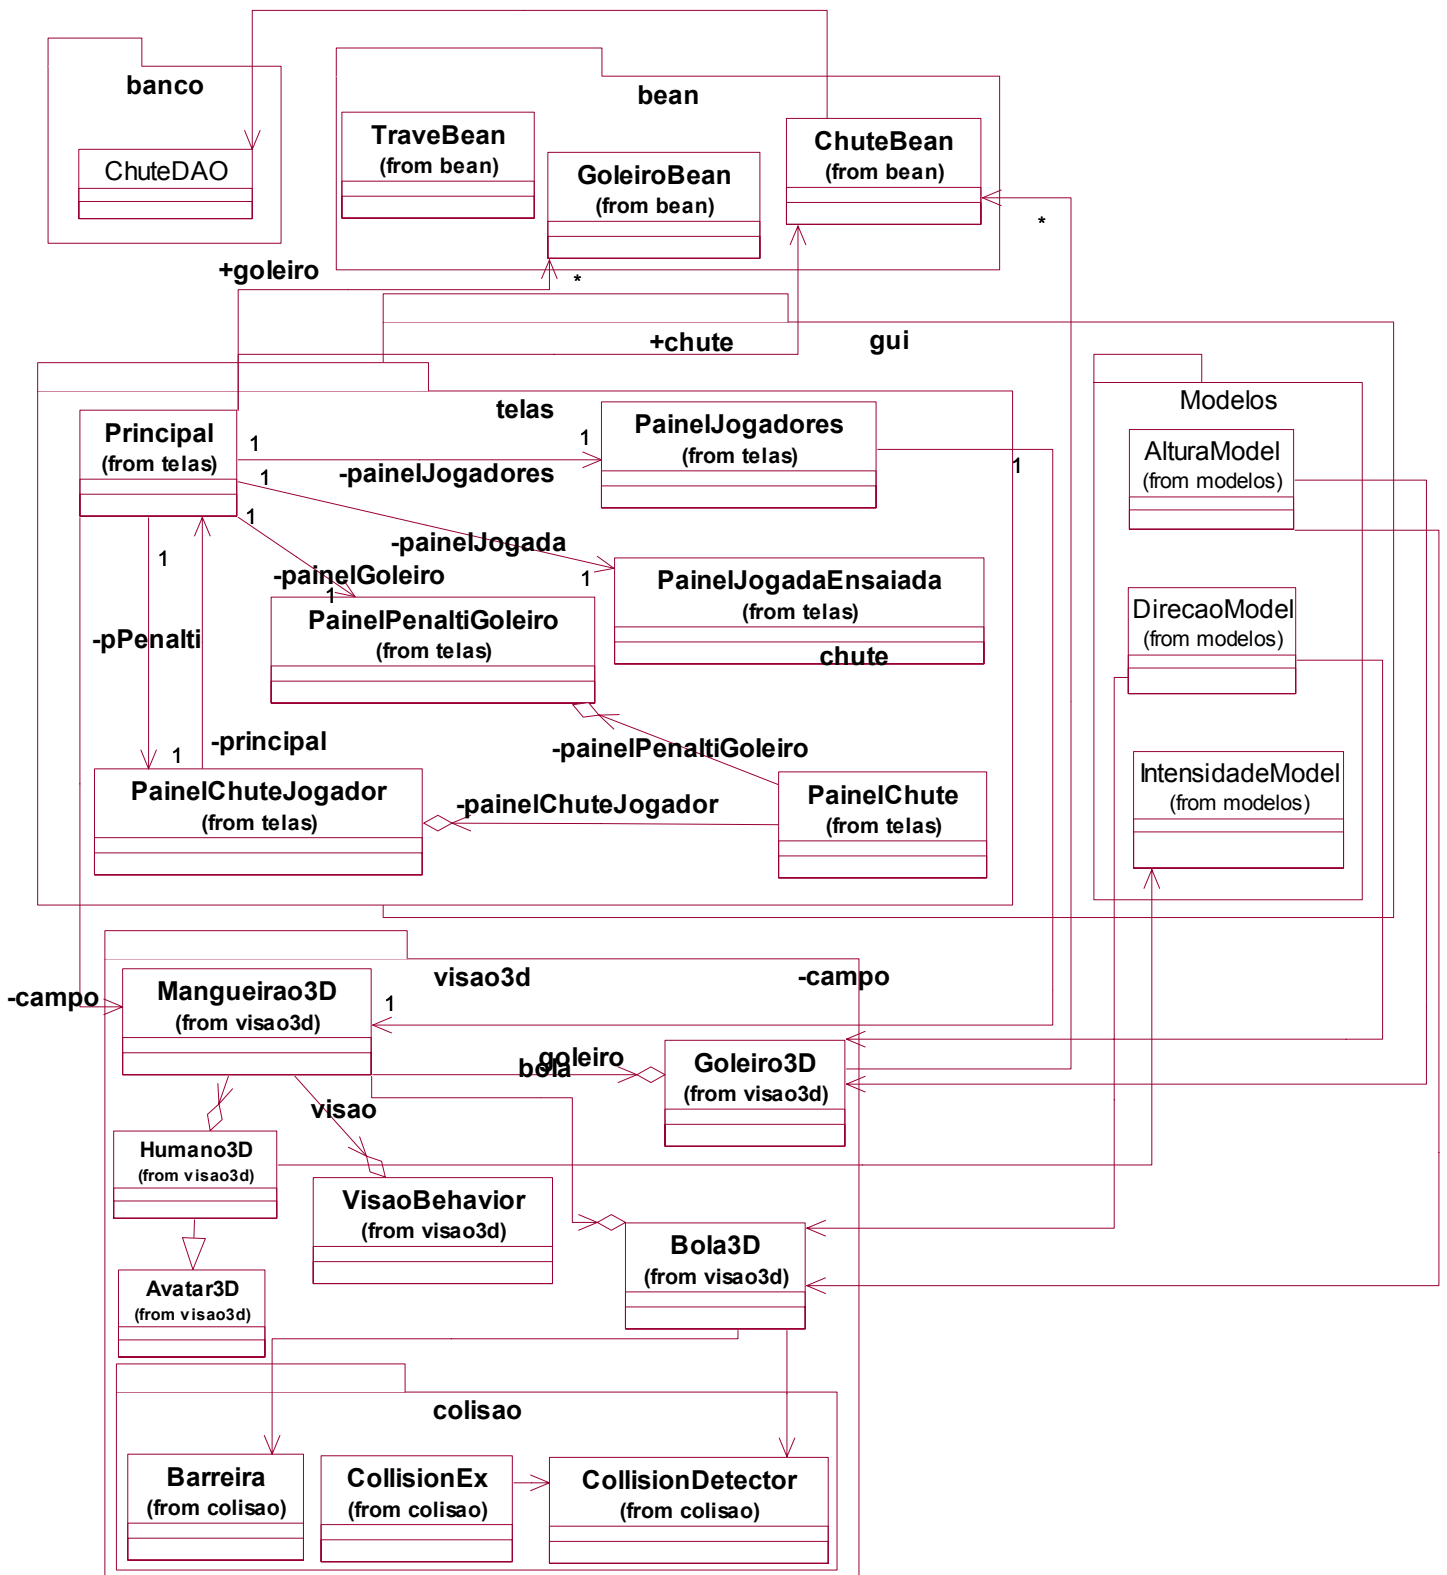 banco
bean
TraveBean
(from bean)
ChuteBean
(from bean)
ChuteDAO
GoleiroBean
(from bean)
*
+goleiro
*
+chute
gui
Modelos
telas
Principal
(from telas)
1
1
-painelJogadores
PainelJogadores
(from telas)
1
AlturaModel
(from modelos)
1
-painelJogada
1
1
-painelGoleiro
1
1
PainelJogadaEnsaiada
(from telas)
chute
PainelPenaltiGoleiro
(from telas)
DirecaoModel
(from modelos)
-pPenalti
-principal
1
-painelPenaltiGoleiro
IntensidadeModel
(from modelos)
PainelChuteJogador
(from telas)
-painelChuteJogador
PainelChute
(from telas)
visao3d
-campo
-campo
Mangueirao3D
(from visao3d)
1
goleiro
bola
Goleiro3D
(from visao3d)
visao
Humano3D
(from visao3d)
VisaoBehavior
(from visao3d)
Bola3D
(from visao3d)
Avatar3D
(from visao3d)
colisao
Barreira
(from colisao)
CollisionEx
(from colisao)
CollisionDetector
(from colisao)